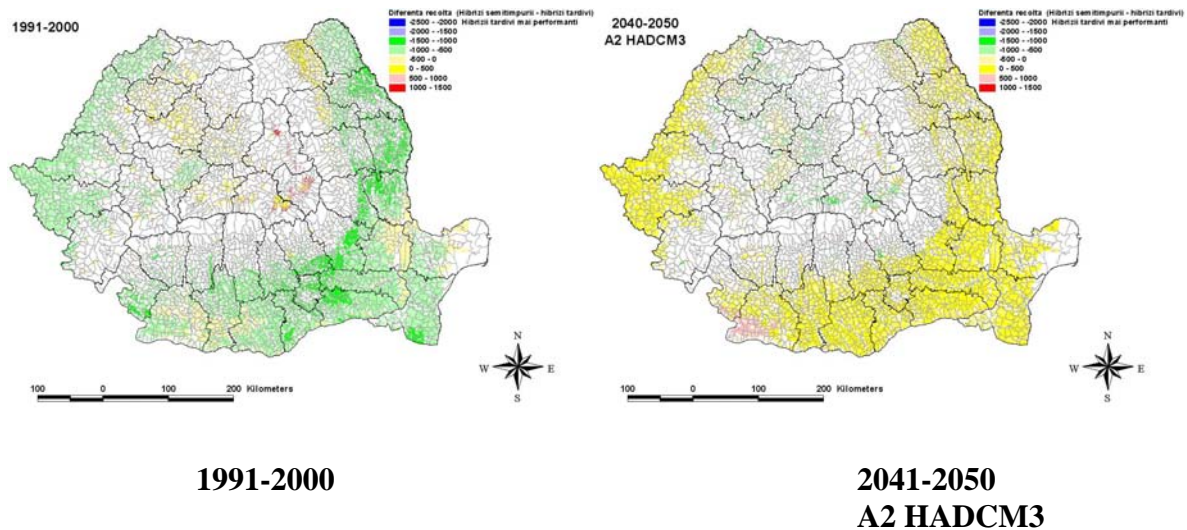 1991-2000
Diferenta recolta (Hibrizi semitimpurii - hibrizi tardivi)
-2500 - -2000 Hibrizii tardivi mai performanti
-2000 - -1500
-1500 - -1000
-1000 - -500
-500 - 0
0 - 500
500 - 1000
1000 - 1500
N
W E
S
100 0 100 200 Kilometers
2040-2050
A2 HADCM3
Diferenta recolta (Hibrizi semitimpurii - hibrizi tardivi)
-2500 - -2000 Hibrizii tardivi mai performanti
-2000 - -1500
-1500 - -1000
-1000 - -500
-500 - 0
0 - 500
500 - 1000
1000 - 1500
N
W E
S
100 0 100 200 Kilometers
1991-2000
2041-2050
A2 HADCM3